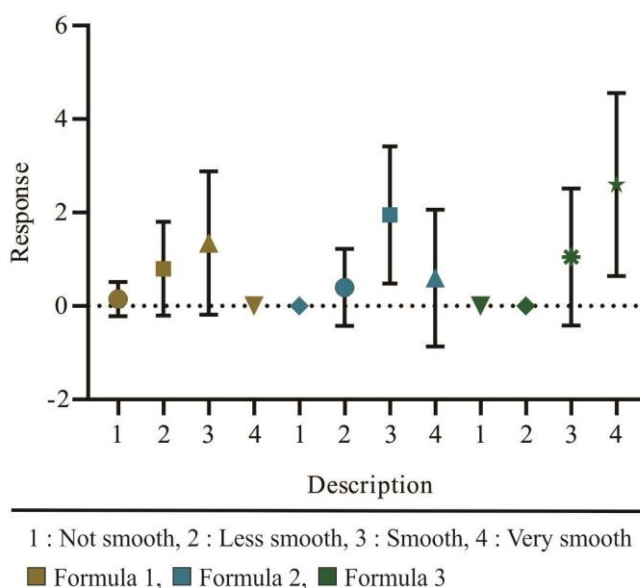 6
4
2
0
-2
Response
1 2 3 4 1 2 3 4 1 2 3 4
Description
1 : Not smooth, 2 : Less smooth, 3 : Smooth, 4 : Very smooth
Formula 1, Formula 2, Formula 3